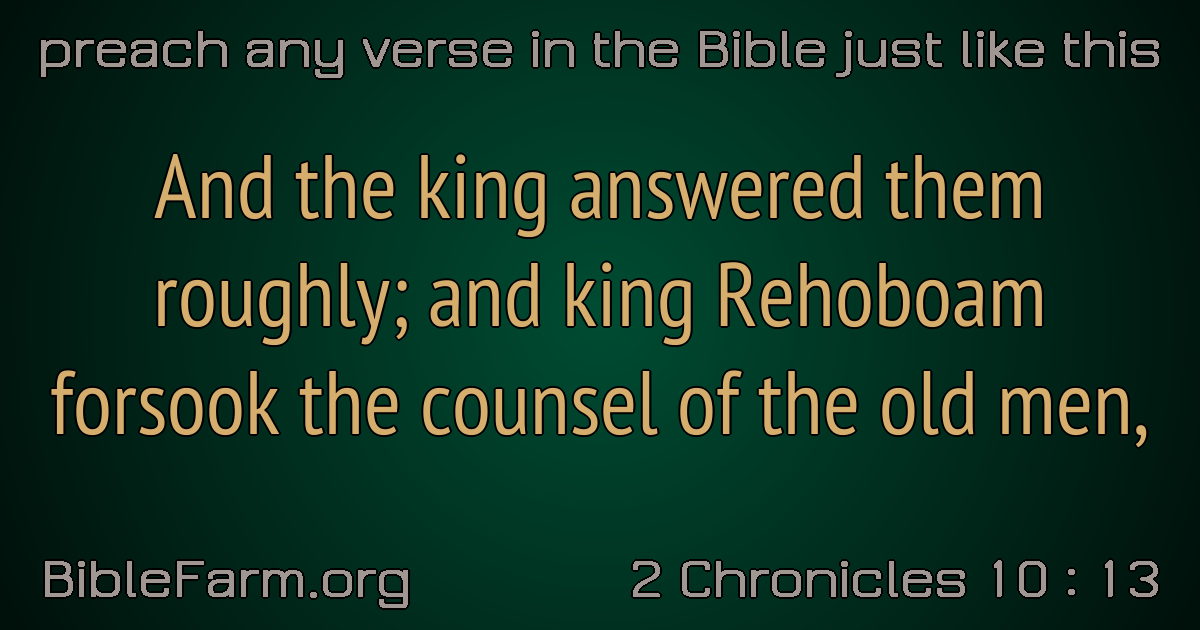 preach any verse in the Bible just like this
And the king answered them
roughly; and king Rehoboam
forsook the counsel of the old men,
BibleFarm.org
2 Chronicles 10 : 13